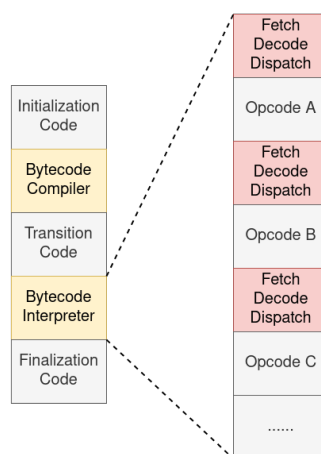 Initialization
Code
Bytecode
Compiler
Transition
Code
Bytecode
Interpreter
Finalization
Code
Fetch
Decode
Dispatch
Opcode A
Fetch
Decode
Dispatch
Opcode B
Fetch
Decode
Dispatch
Opcode C
......